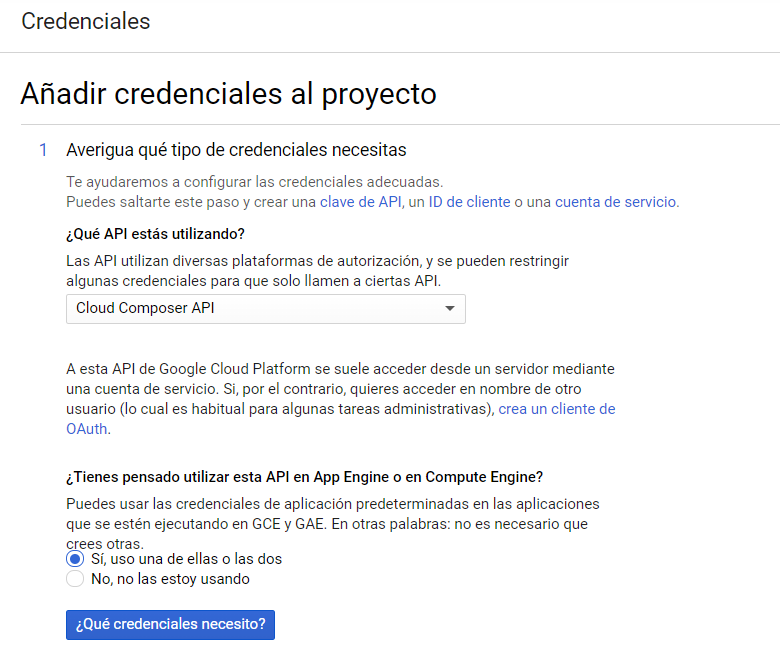 Credenciales
Añadir credenciales al proyecto
1 Averigua qué tipo de credenciales necesitas
Te ayudaremos a configurar las credenciales adecuadas.
Puedes saltarte este paso y crear una clave de API, un ID de cliente o una cuenta de servicio.
¿Qué API estás utilizando?
Las API utilizan diversas plataformas de autorización, y se pueden restringir
algunas credenciales para que solo llamen a ciertas API.
Cloud Composer API
A esta API de Google Cloud Platform se suele acceder desde un servidor mediante
una cuenta de servicio. Si, por el contrario, quieres acceder en nombre de otro
usuario (lo cual es habitual para algunas tareas administrativas), crea un cliente de
OAuth.
¿Tienes pensado utilizar esta API en App Engine o en Compute Engine?
Puedes usar las credenciales de aplicación predeterminadas en las aplicaciones
que se estén ejecutando en GCE y GAE. En otras palabras: no es necesario que
crees otras.
Sí, uso una de ellas o las dos
No, no las estoy usando
¿Qué credenciales necesito?